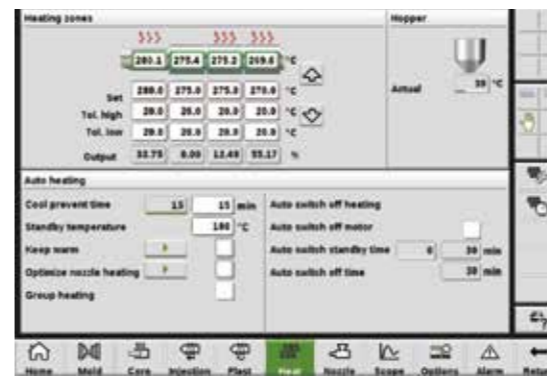 Heating zones
Hopper
280.1 275.4 275.2 269.8 °C
Set 280.0 275.0 275.0 270.0 °C
Actual 39 °C
Tol. high 20.0 20.0 20.0 20.0 °C
Tol. low 20.0 20.0 20.0 20.0 °C
Output 33.75 0.00 12.48 55.17 %
Auto heating
Cool prevent time 15 15 min
Auto switch off heating
Standby temperature 180 °C
Auto switch off motor
Keep warm
Auto switch standby time 0 30 min
Optimize nozzle heating
Auto switch off time 30 min
Group heating
Home Mold Core Injection Plast Heat Nozzle Scope Options Alarm